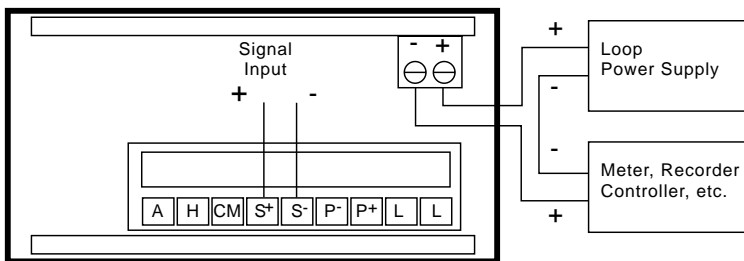 Signal
Input
+ -
- +
A H CM S+ S- P- P+ L L
+
Loop
Power Supply
-
-
Meter, Recorder
Controller, etc.
+